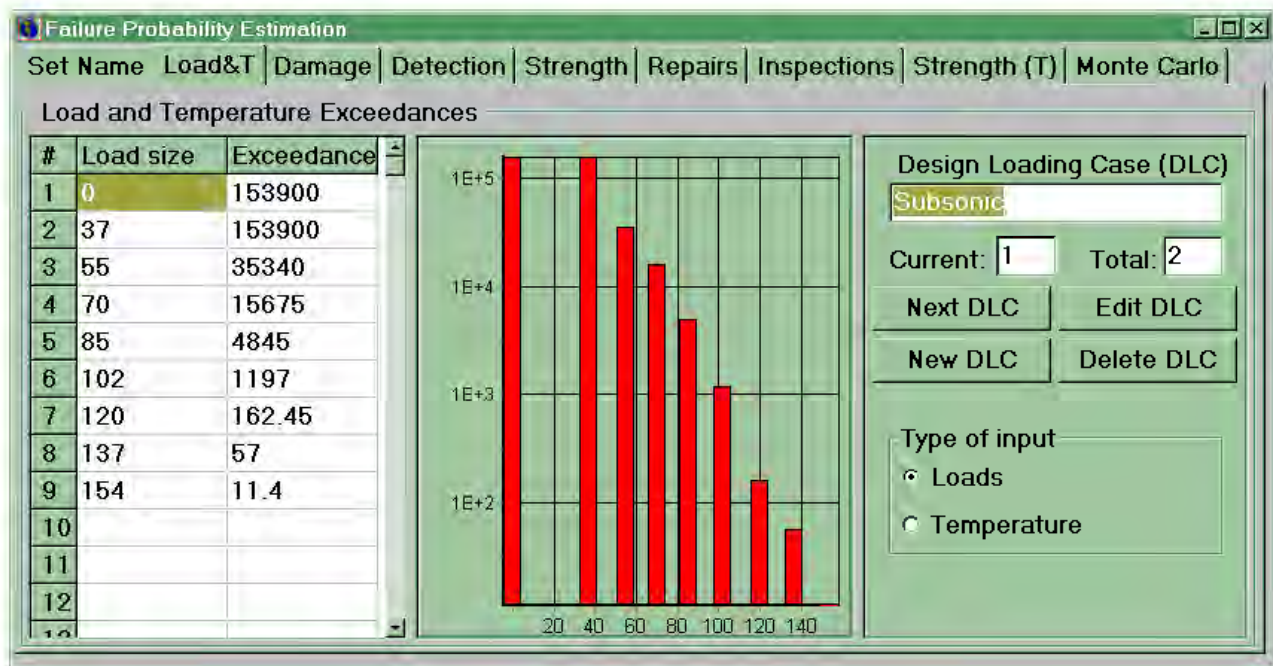 Failure Probability Estimation
Set Name Load&T Damage Detection Strength Repairs Inspections Strength (T) Monte Carlo
Load and Temperature Exceedances
# Load size Exceedance
1 0 153900
2 37 153900
3 55 35340
4 70 15675
5 85 4845
6 102 1197
7 120 162.45
8 137 57
9 154 11.4
10
11
12
1E+5
1E+4
1E+3
1E+2
20 40 60 80 100 120 140
Design Loading Case (DLC)
Subsonic
Current: 1 Total: 2
Next DLC Edit DLC
New DLC Delete DLC
Type of input
Loads
Temperature